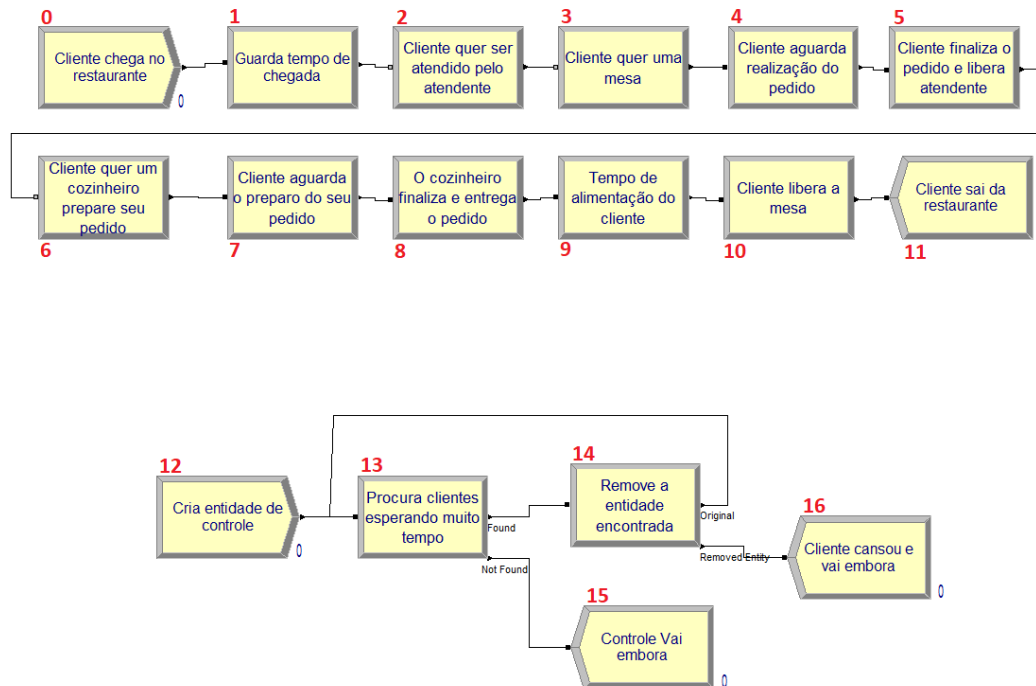 0
Cliente chega no
restaurante
0
1
Guarda tempo de
chegada
2
Cliente quer ser
atendido pelo
atendente
3
Cliente quer uma
mesa
4
Cliente aguarda
realização do
pedido
5
Cliente finaliza o
pedido e libera
atendente
Cliente quer um
cozinheiro
prepare seu
pedido
6
Cliente aguarda
o preparo do seu
pedido
7
O cozinheiro
finaliza e entrega
o pedido
8
Tempo de
alimentação do
cliente
9
Cliente libera a
mesa
10
Cliente sai da
restaurante
11
12
Cria entidade de
controle
0
13
Procura clientes
esperando muito
tempo
Found
Not Found
14
Remove a
entidade
encontrada
Original
Removed Entity
16
Cliente cansou e
vai embora
0
15
Controle Vai
embora
0